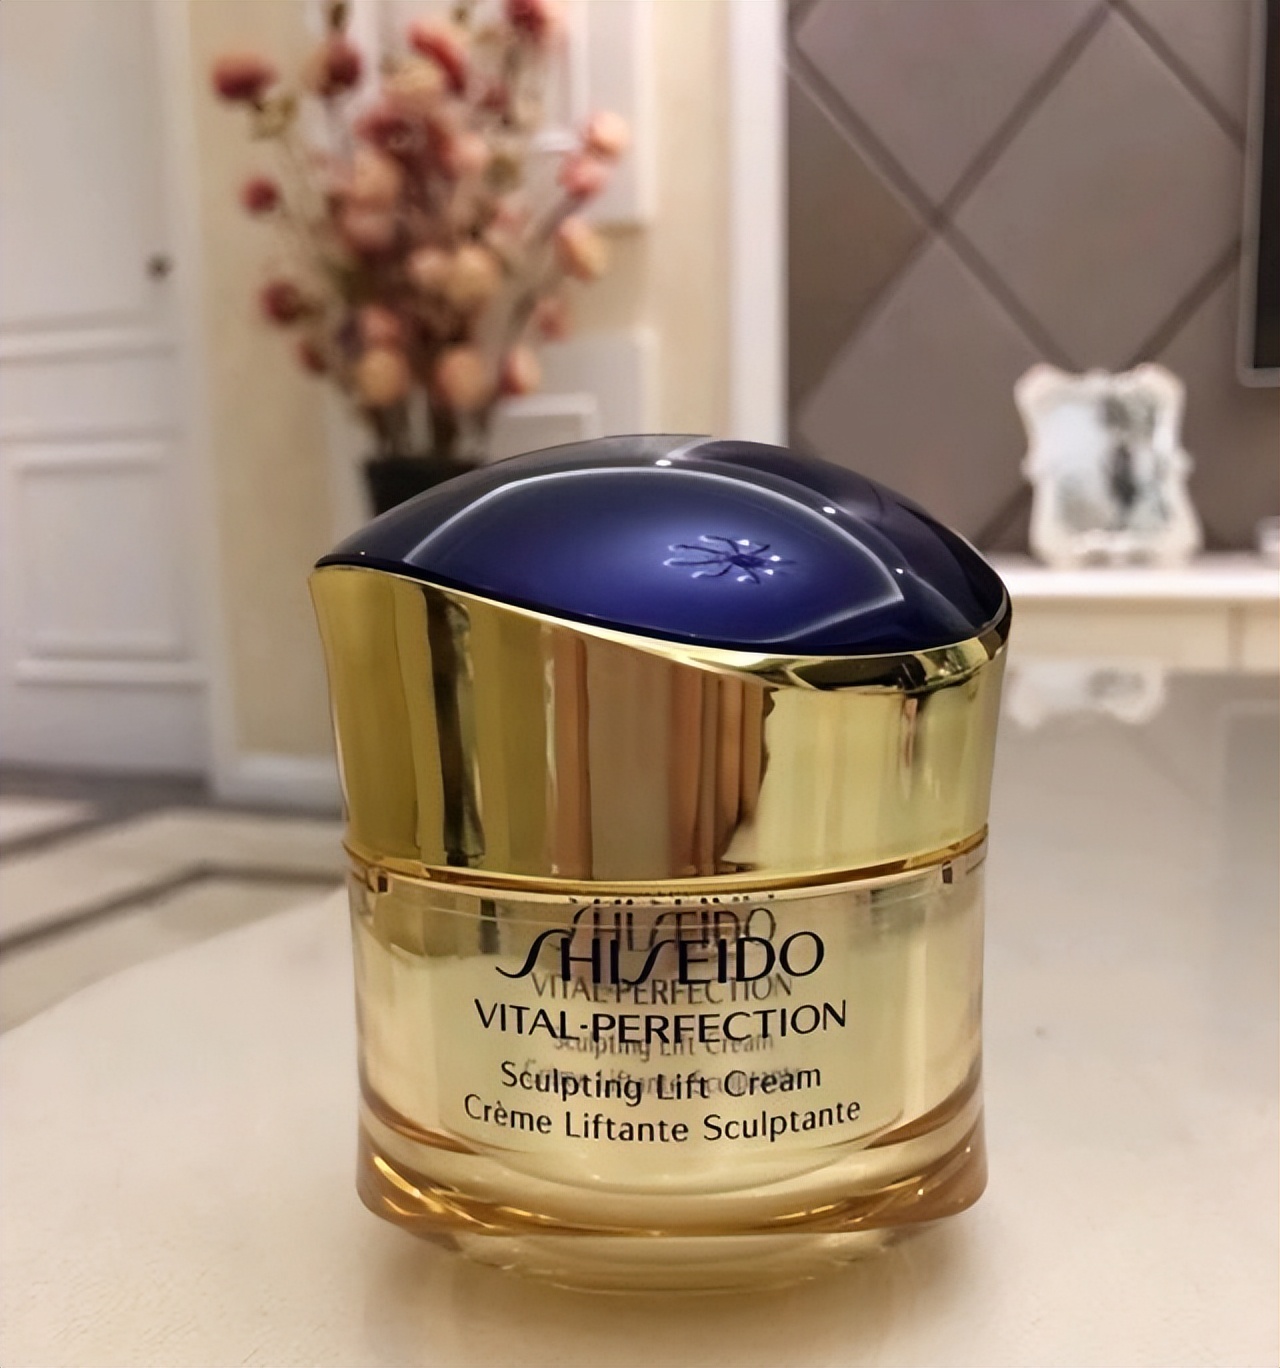 SHISEIDO
VITAL-PERFECTION
Sculpting Lift Cream
Crème Liftante Sculptante